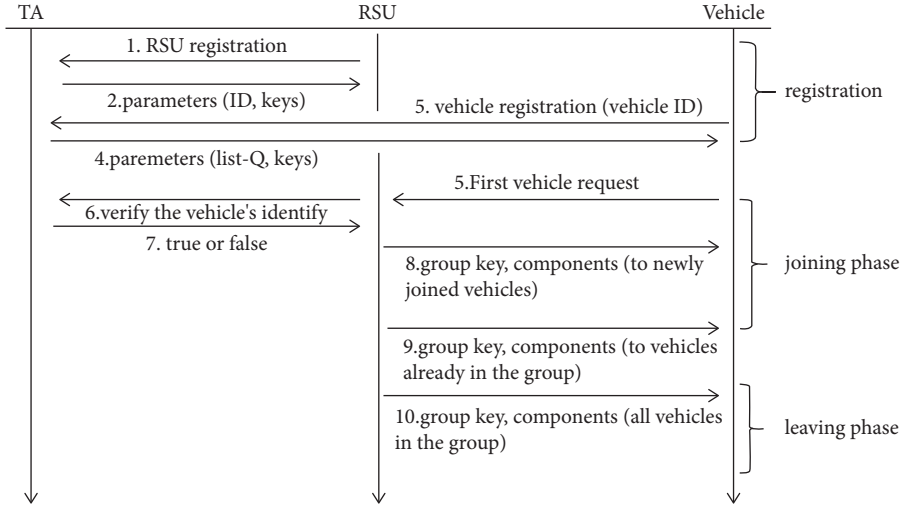 TA
RSU
Vehicle
1. RSU registration
2.parameters (ID, keys)
5. vehicle registration (vehicle ID)
registration
4.paremeters (list-Q, keys)
5.First vehicle request
6.verify the vehicle's identify
7. true or false
8.group key, components (to newly
joined vehicles)
joining phase
9.group key, components (to vehicles
already in the group)
10.group key, components (all vehicles
in the group)
leaving phase